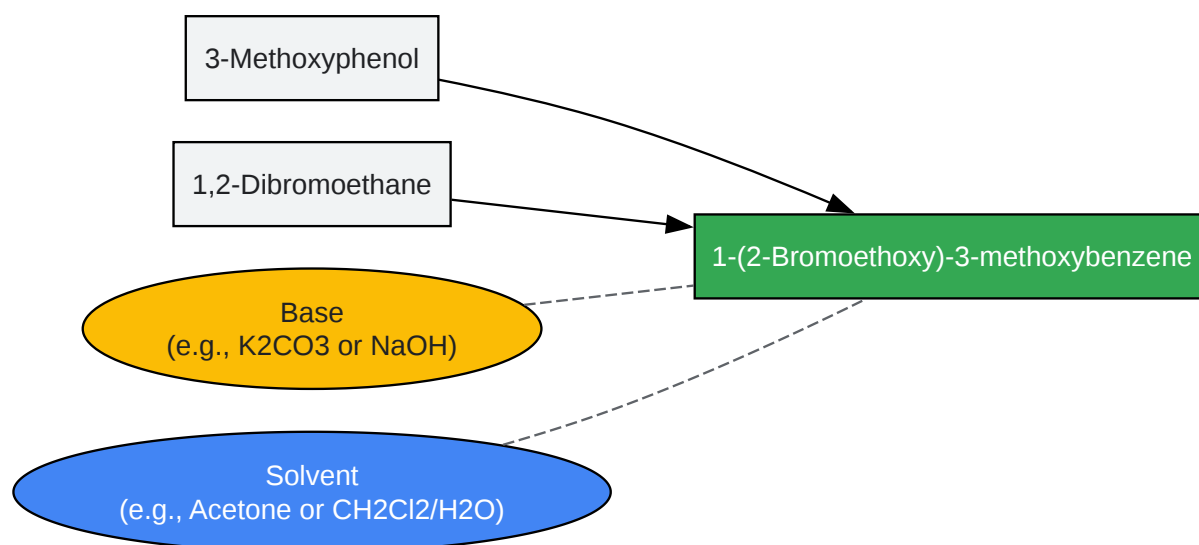 3-Methoxyphenol
1,2-Dibromoethane
1-(2-Bromoethoxy)-3-methoxybenzene
Base
(e.g., K2CO3 or NaOH)
Solvent
(e.g., Acetone or CH2Cl2/H2O)